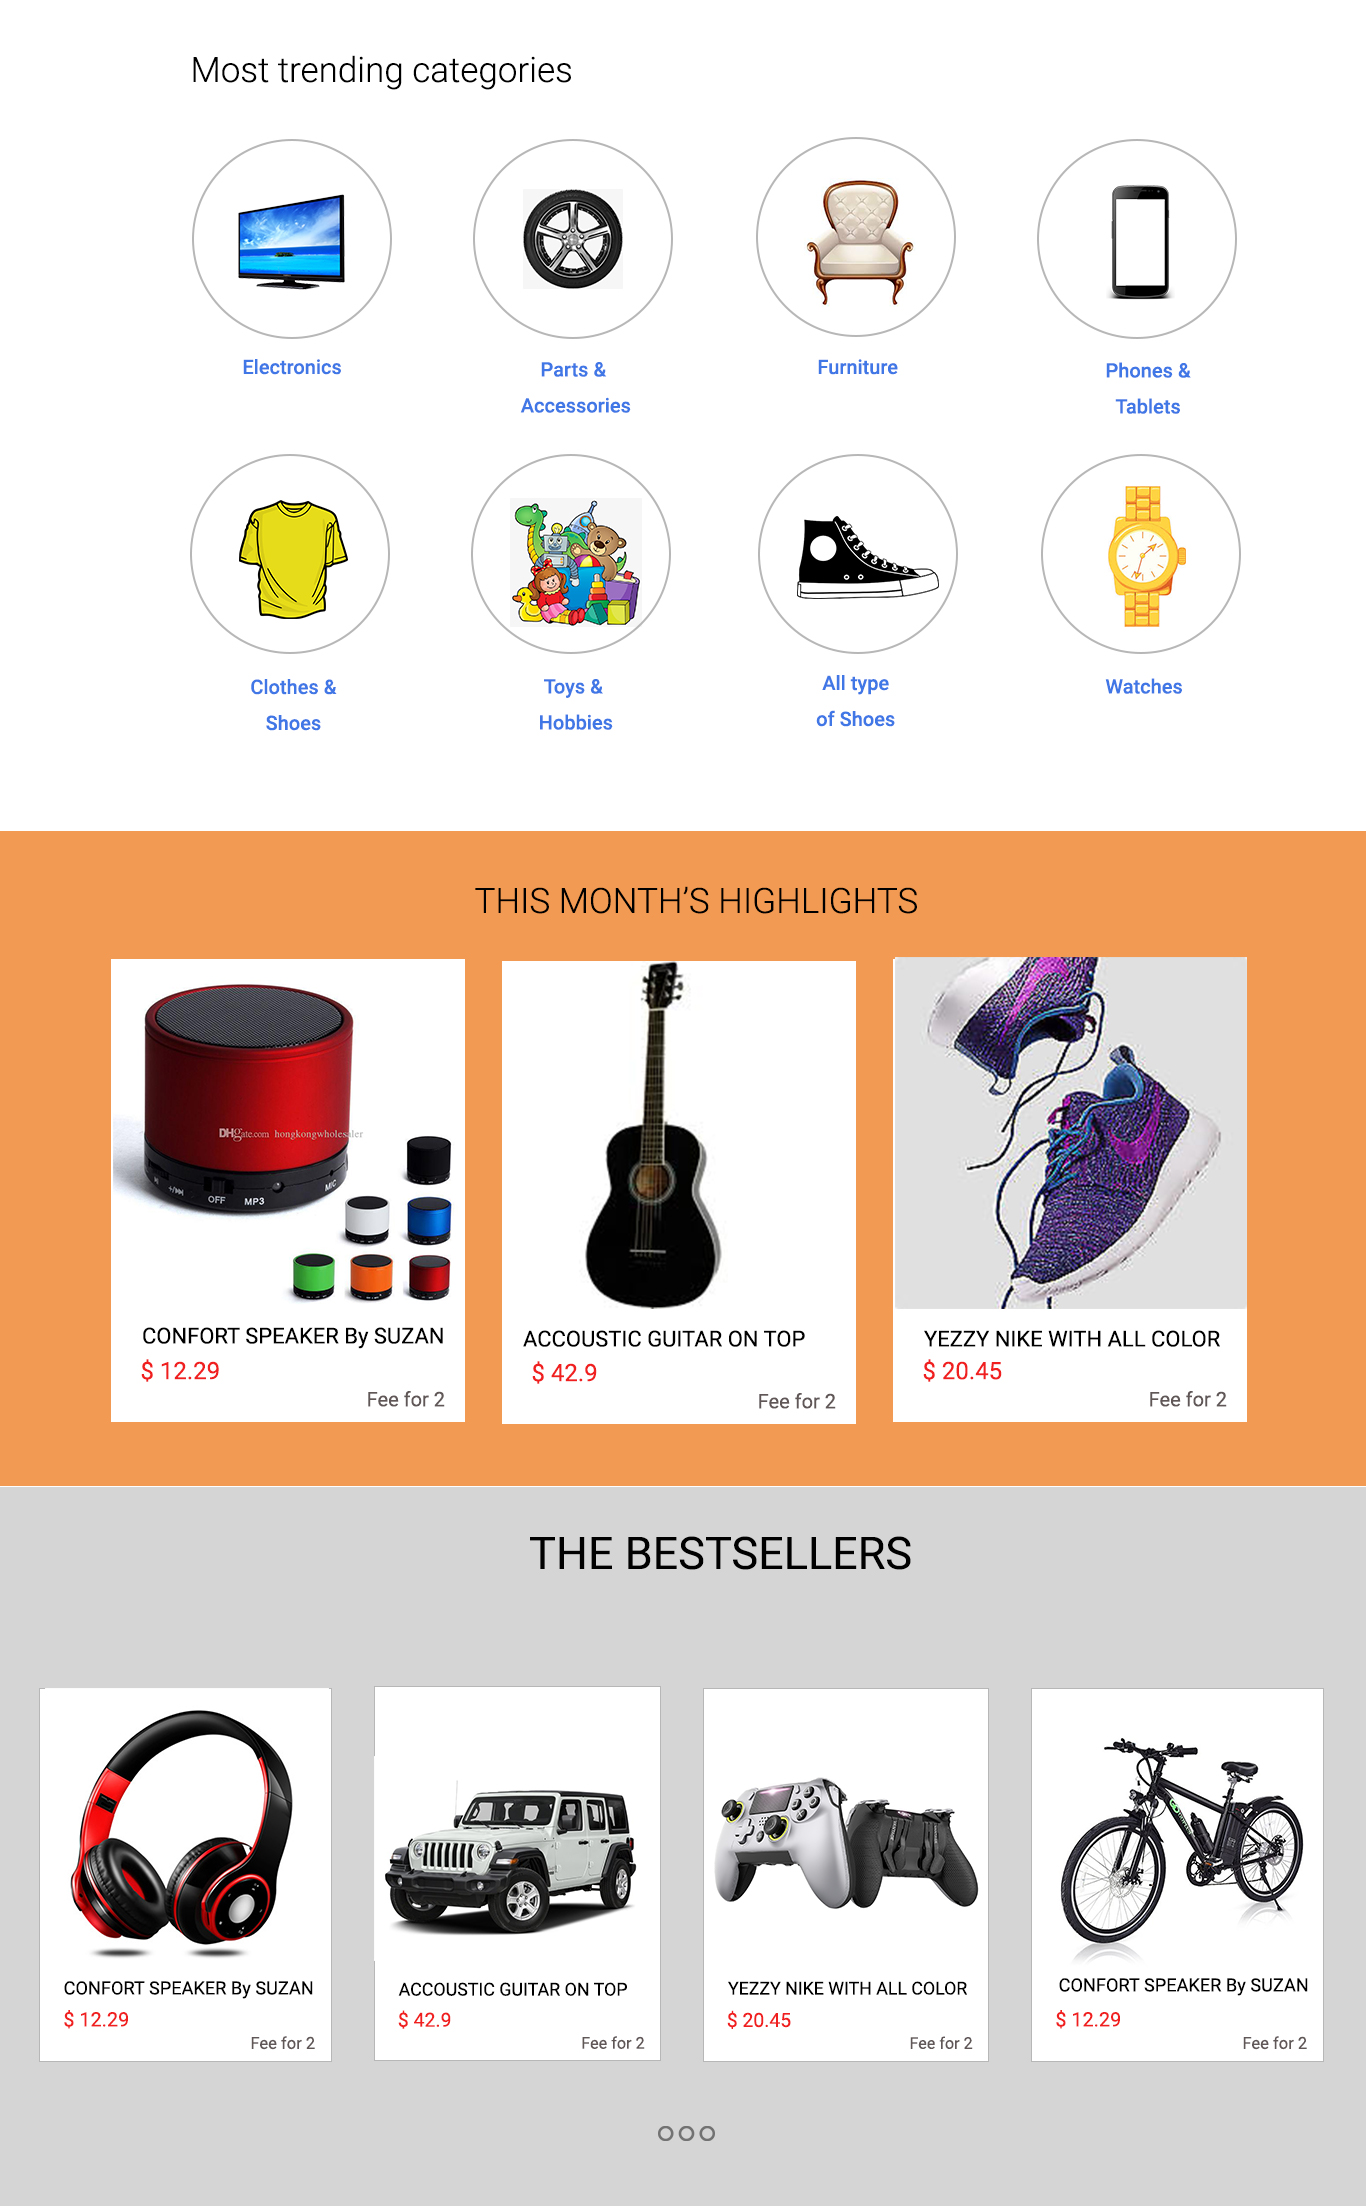 Most trending categories
Electronics
Parts &
Accessories
Furniture
Phones &
Tablets
Clothes &
Shoes
Toys &
Hobbies
All type
of Shoes
Watches
THIS MONTH'S HIGHLIGHTS
DHgate.com hongkongwholesaler
OFF
MP3
MIC
CONFORT SPEAKER By SUZAN
$ 12.29
Fee for 2
ACCOUSTIC GUITAR ON TOP
$ 42.9
Fee for 2
YEZZY NIKE WITH ALL COLOR
$ 20.45
Fee for 2
THE BESTSELLERS
CONFORT SPEAKER By SUZAN
$ 12.29
Fee for 2
ACCOUSTIC GUITAR ON TOP
$ 42.9
Fee for 2
YEZZY NIKE WITH ALL COLOR
$ 20.45
Fee for 2
CONFORT SPEAKER By SUZAN
$ 12.29
Fee for 2